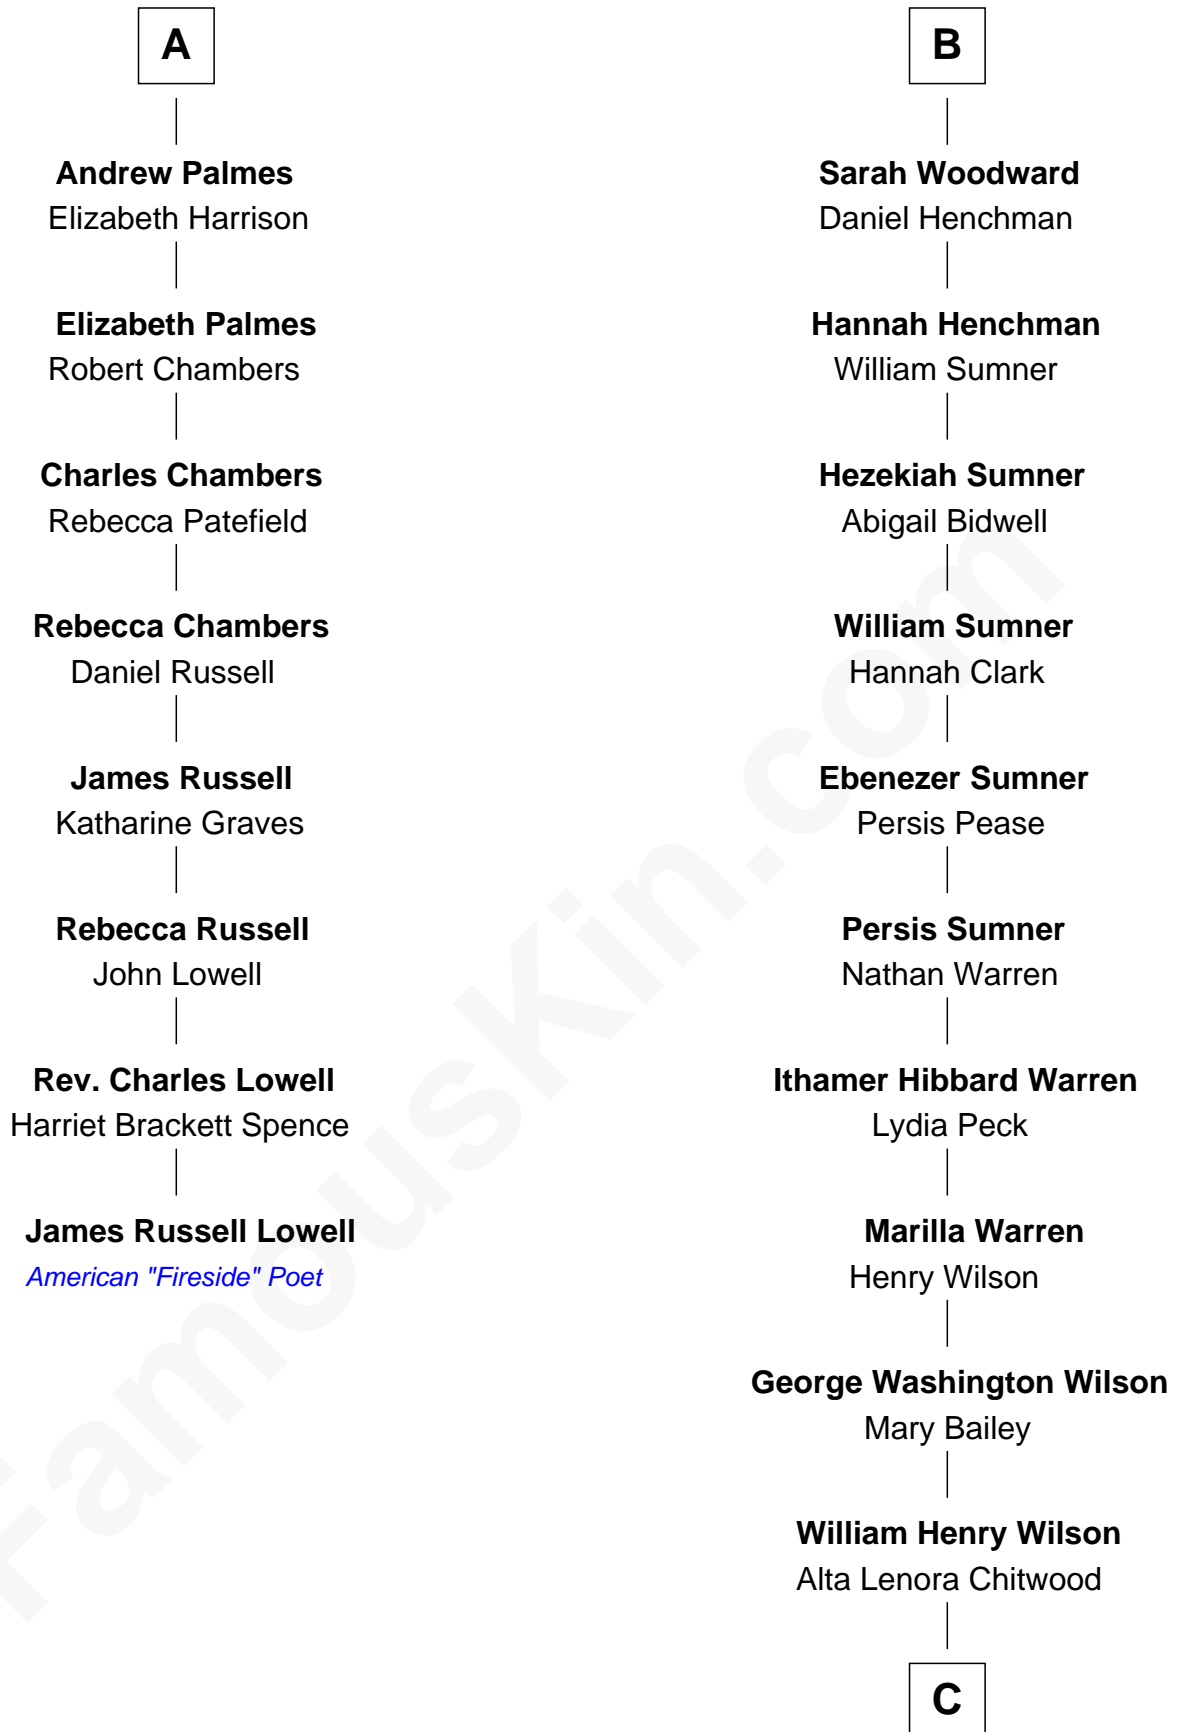 A
Andrew Palmes
Elizabeth Harrison
Elizabeth Palmes
Robert Chambers
Charles Chambers
Rebecca Patefield
Rebecca Chambers
Daniel Russell
James Russell
Katharine Graves
Rebecca Russell
John Lowell
Rev. Charles Lowell
Harriet Brackett Spence
James Russell Lowell
American "Fireside" Poet
B
Sarah Woodward
Daniel Henchman
Hannah Henchman
William Sumner
Hezekiah Sumner
Abigail Bidwell
William Sumner
Hannah Clark
Ebenezer Sumner
Persis Pease
Persis Sumner
Nathan Warren
Ithamer Hibbard Warren
Lydia Peck
Marilla Warren
Henry Wilson
George Washington Wilson
Mary Bailey
William Henry Wilson
Alta Lenora Chitwood
C
FamousKin.com